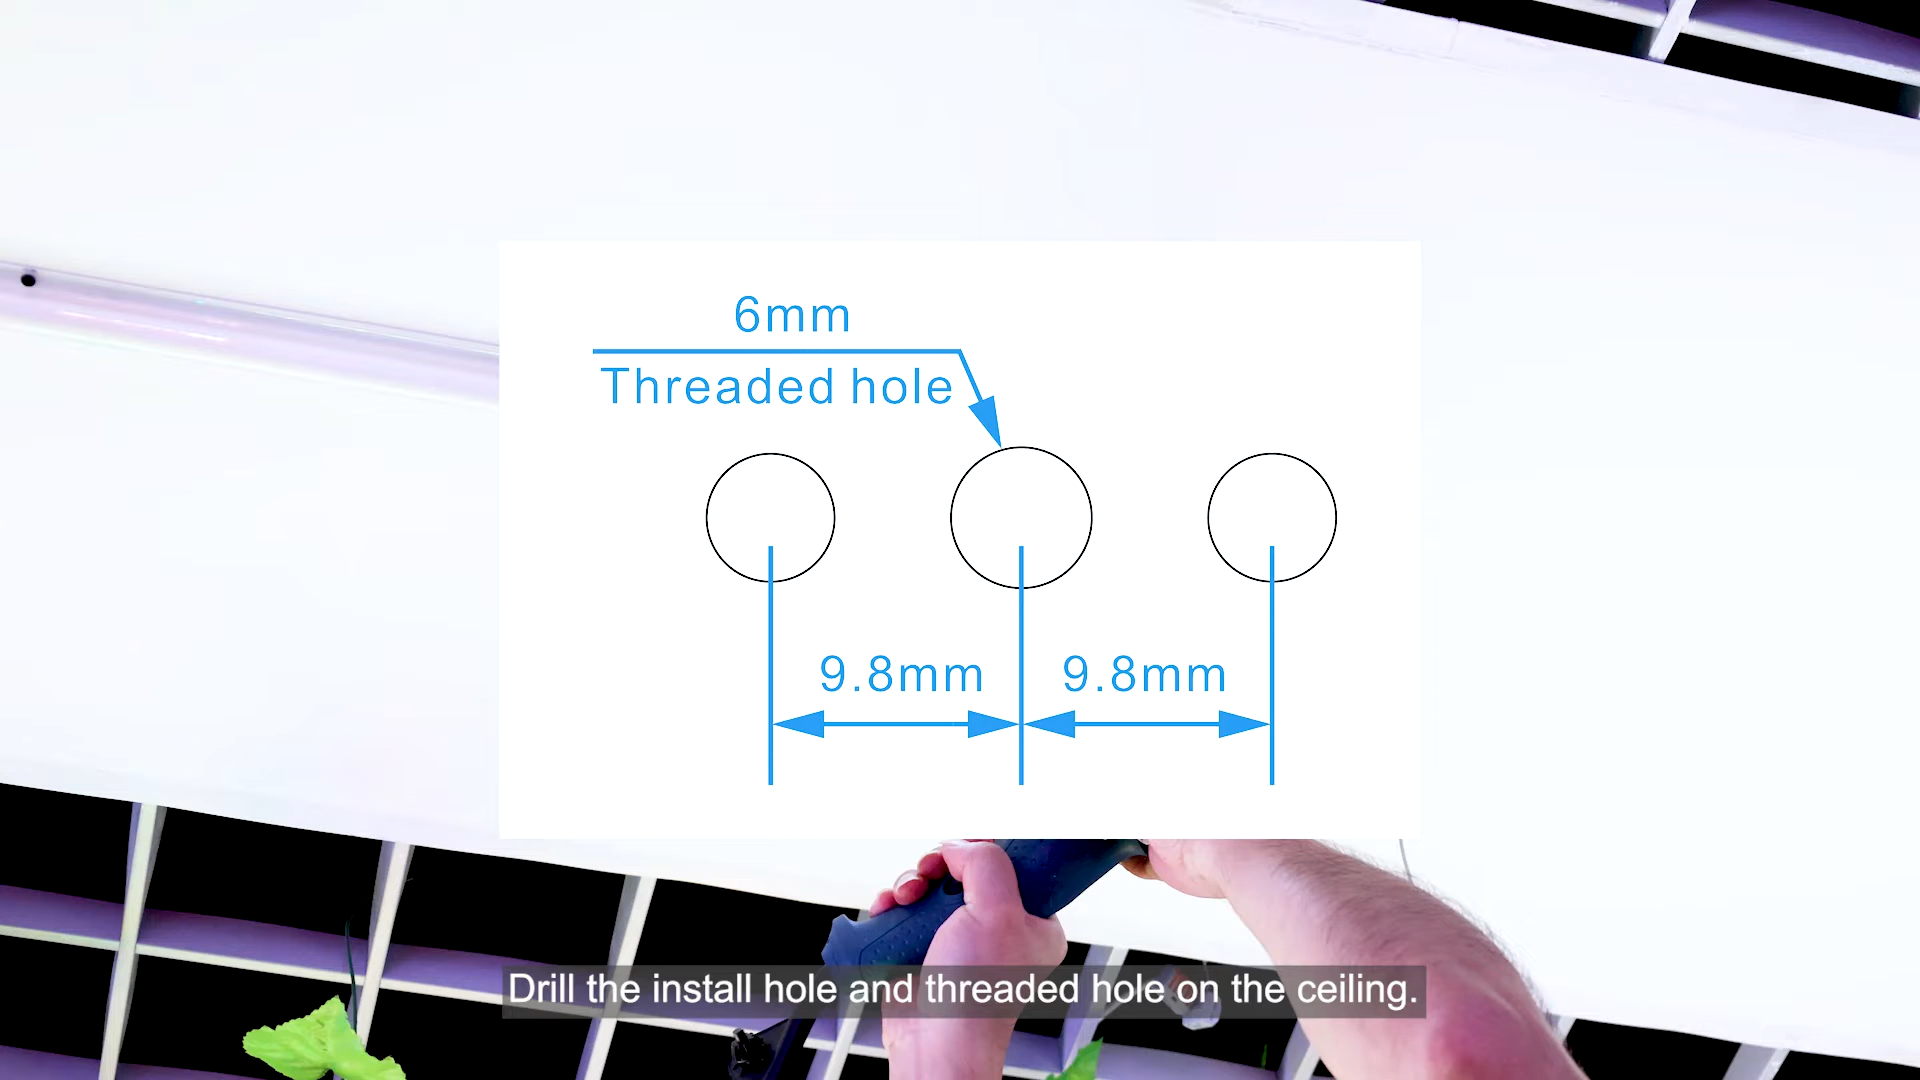 6mm
Threaded hole
9.8mm 9.8mm
Drill the install hole and threaded hole on the ceiling.